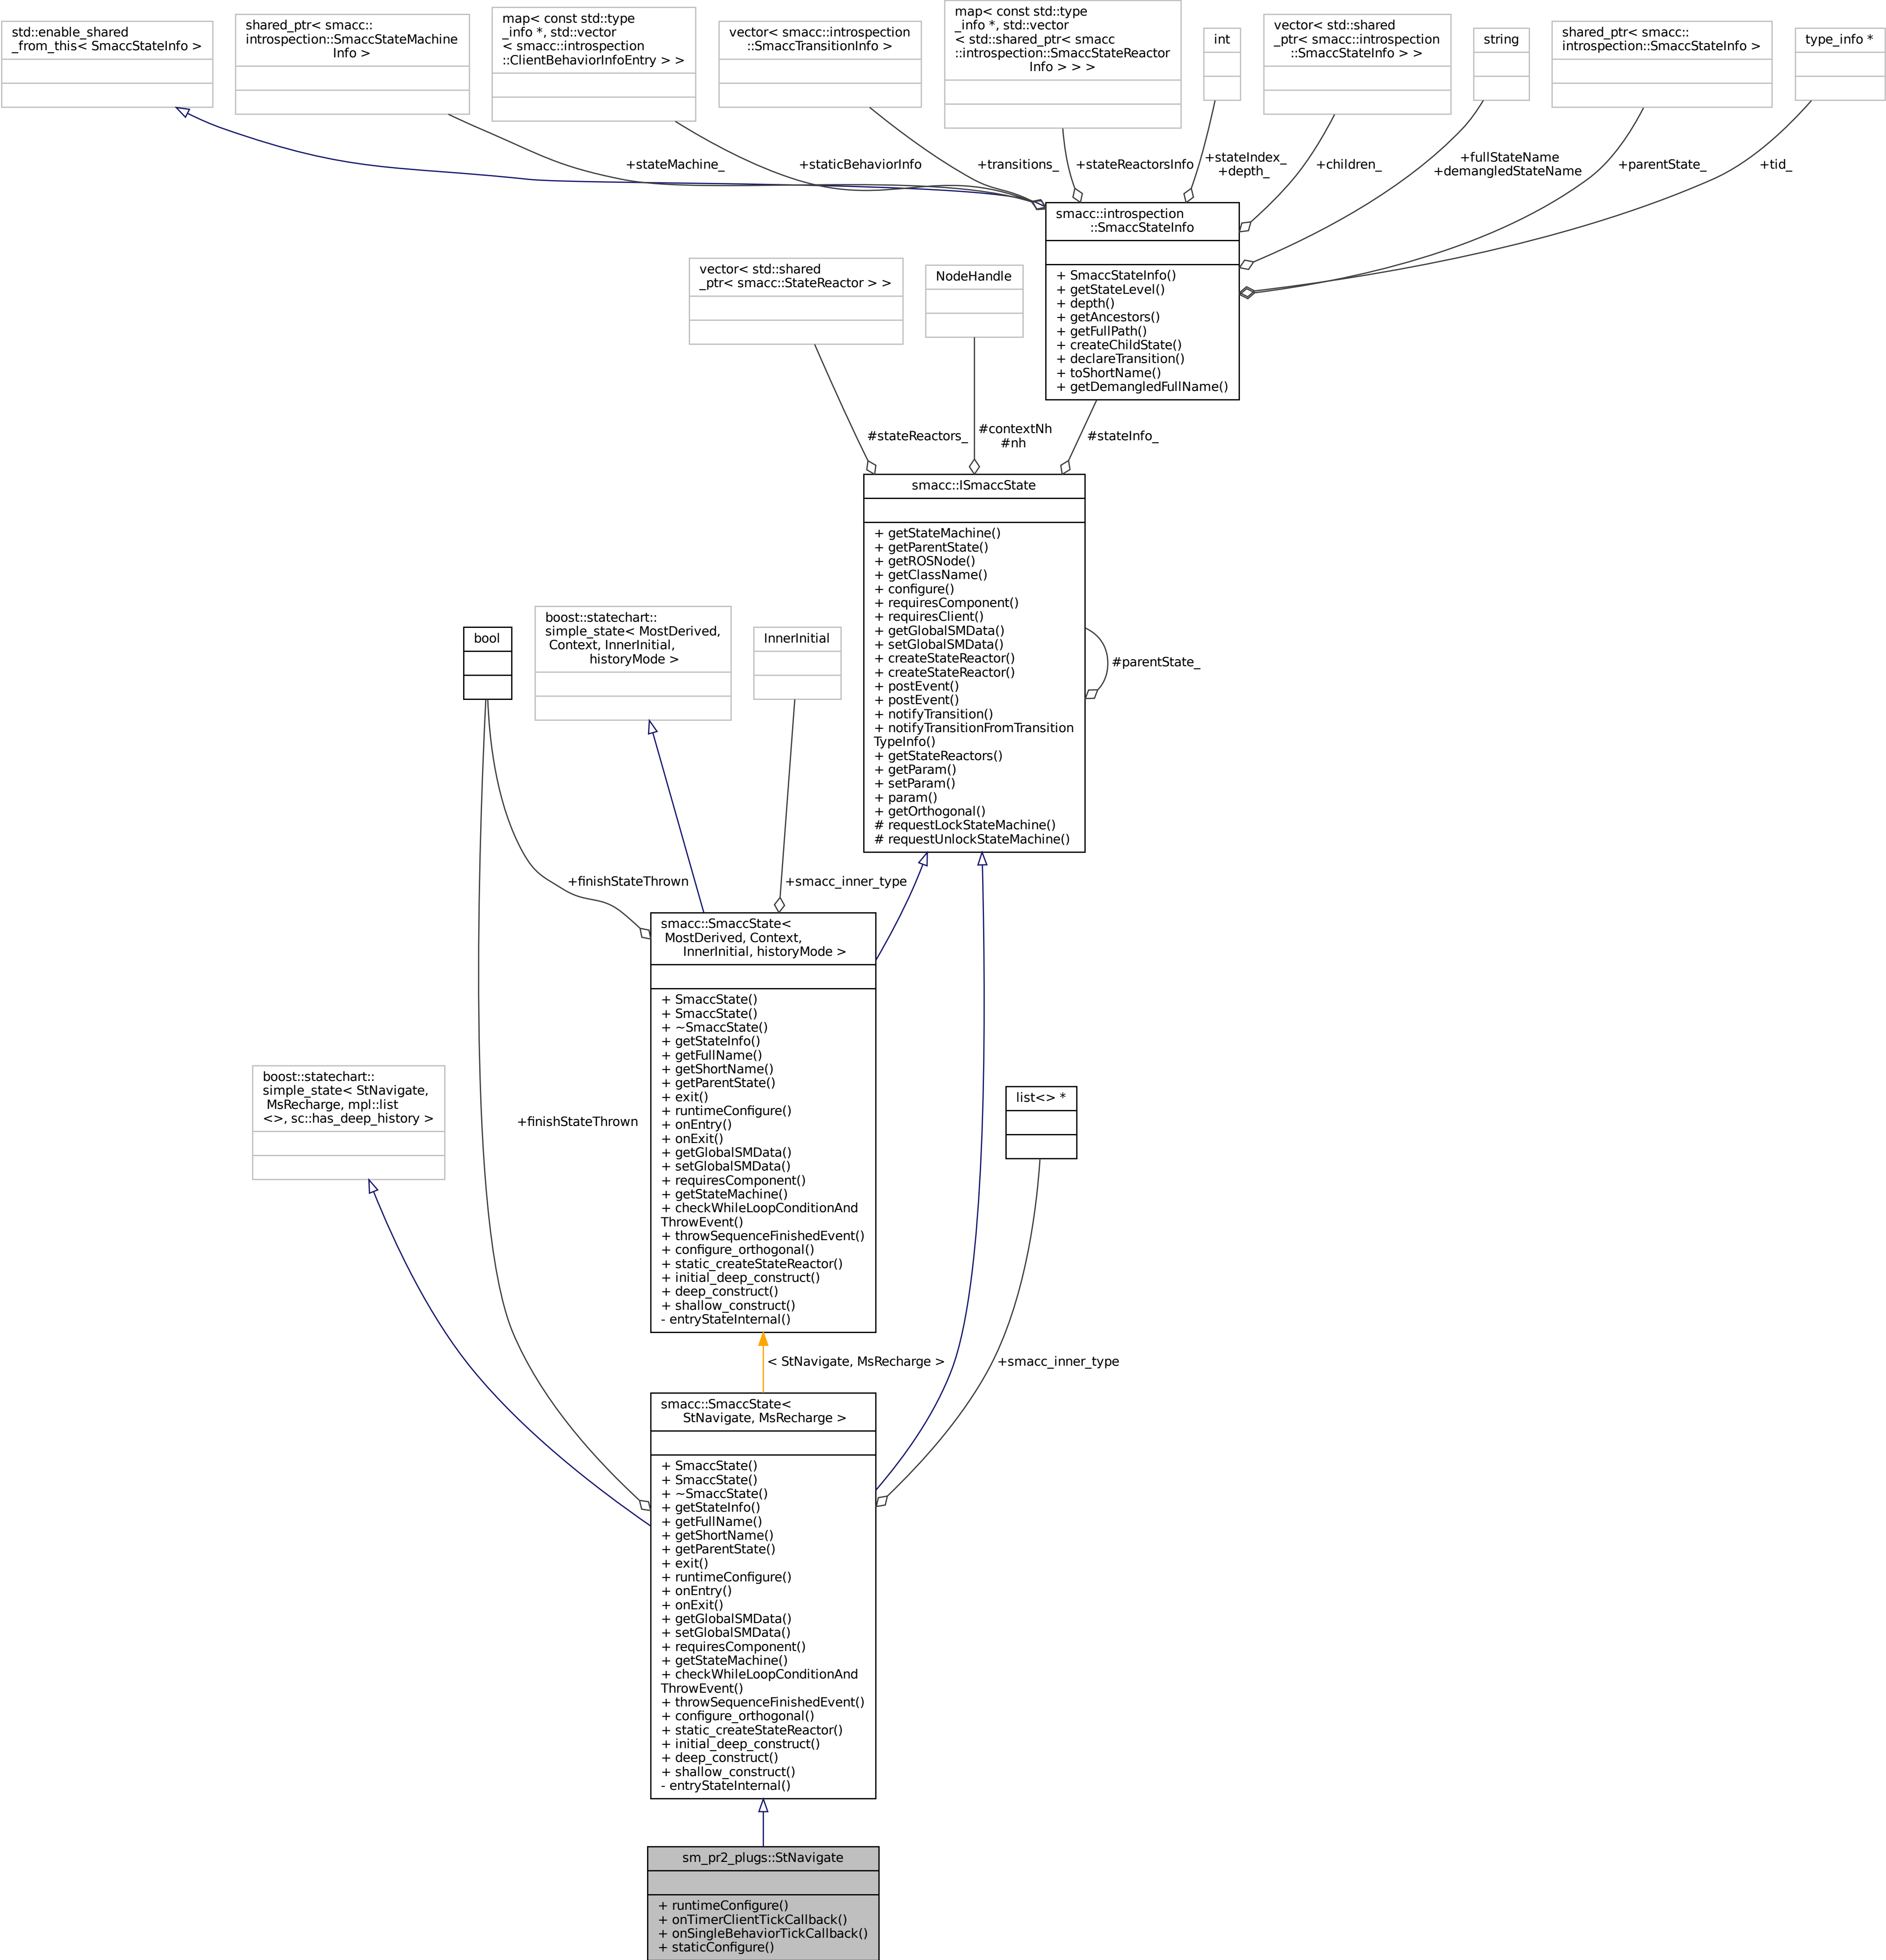 std::enable_shared
_from_this< SmaccStateInfo >
shared_ptr< smacc::
introspection::SmaccStateMachine
Info >
map< const std::type
_info *, std::vector
< smacc::introspection
::ClientBehaviorInfoEntry > >
vector< smacc::introspection
::SmaccTransitionInfo >
map< const std::type
_info *, std::vector
< std::shared_ptr< smacc
::introspection::SmaccStateReactor
Info > > >
int
vector< std::shared
_ptr< smacc::introspection
::SmaccStateInfo > >
string
shared_ptr< smacc::
introspection::SmaccStateInfo >
type_info *
+stateMachine_
+staticBehaviorInfo
+transitions_
+stateReactorsInfo
+stateIndex_
+depth_
+children_
+fullStateName
+demangledStateName
+parentState_
+tid_
smacc::introspection
::SmaccStateInfo
+ SmaccStateInfo()
+ getStateLevel()
+ depth()
+ getAncestors()
+ getFullPath()
+ createChildState()
+ declareTransition()
+ toShortName()
+ getDemangledFullName()
vector< std::shared
_ptr< smacc::StateReactor > >
NodeHandle
#stateReactors_
#contextNh
#nh
#stateInfo_
smacc::ISmaccState
+ getStateMachine()
+ getParentState()
+ getROSNode()
+ getClassName()
+ configure()
+ requiresComponent()
+ requiresClient()
+ getGlobalSMData()
+ setGlobalSMData()
+ createStateReactor()
+ createStateReactor()
+ postEvent()
+ postEvent()
+ notifyTransition()
+ notifyTransitionFromTransition
TypeInfo()
+ getStateReactors()
+ getParam()
+ setParam()
+ param()
+ getOrthogonal()
# requestLockStateMachine()
# requestUnlockStateMachine()
#parentState_
bool
boost::statechart::
simple_state< MostDerived,
Context, InnerInitial,
historyMode >
InnerInitial
+finishStateThrown
+smacc_inner_type
smacc::SmaccState<
MostDerived, Context,
InnerInitial, historyMode >
+ SmaccState()
+ SmaccState()
+ ~SmaccState()
+ getStateInfo()
+ getFullName()
+ getShortName()
+ getParentState()
+ exit()
+ runtimeConfigure()
+ onEntry()
+ onExit()
+ getGlobalSMData()
+ setGlobalSMData()
+ requiresComponent()
+ getStateMachine()
+ checkWhileLoopConditionAnd
ThrowEvent()
+ throwSequenceFinishedEvent()
+ configure_orthogonal()
+ static_createStateReactor()
+ initial_deep_construct()
+ deep_construct()
+ shallow_construct()
- entryStateInternal()
boost::statechart::
simple_state< StNavigate,
MsRecharge, mpl::list
<>, sc::has_deep_history >
+finishStateThrown
list<> *
< StNavigate, MsRecharge >
+smacc_inner_type
smacc::SmaccState<
StNavigate, MsRecharge >
+ SmaccState()
+ SmaccState()
+ ~SmaccState()
+ getStateInfo()
+ getFullName()
+ getShortName()
+ getParentState()
+ exit()
+ runtimeConfigure()
+ onEntry()
+ onExit()
+ getGlobalSMData()
+ setGlobalSMData()
+ requiresComponent()
+ getStateMachine()
+ checkWhileLoopConditionAnd
ThrowEvent()
+ throwSequenceFinishedEvent()
+ configure_orthogonal()
+ static_createStateReactor()
+ initial_deep_construct()
+ deep_construct()
+ shallow_construct()
- entryStateInternal()
sm_pr2_plugs::StNavigate
+ runtimeConfigure()
+ onTimerClientTickCallback()
+ onSingleBehaviorTickCallback()
+ staticConfigure()